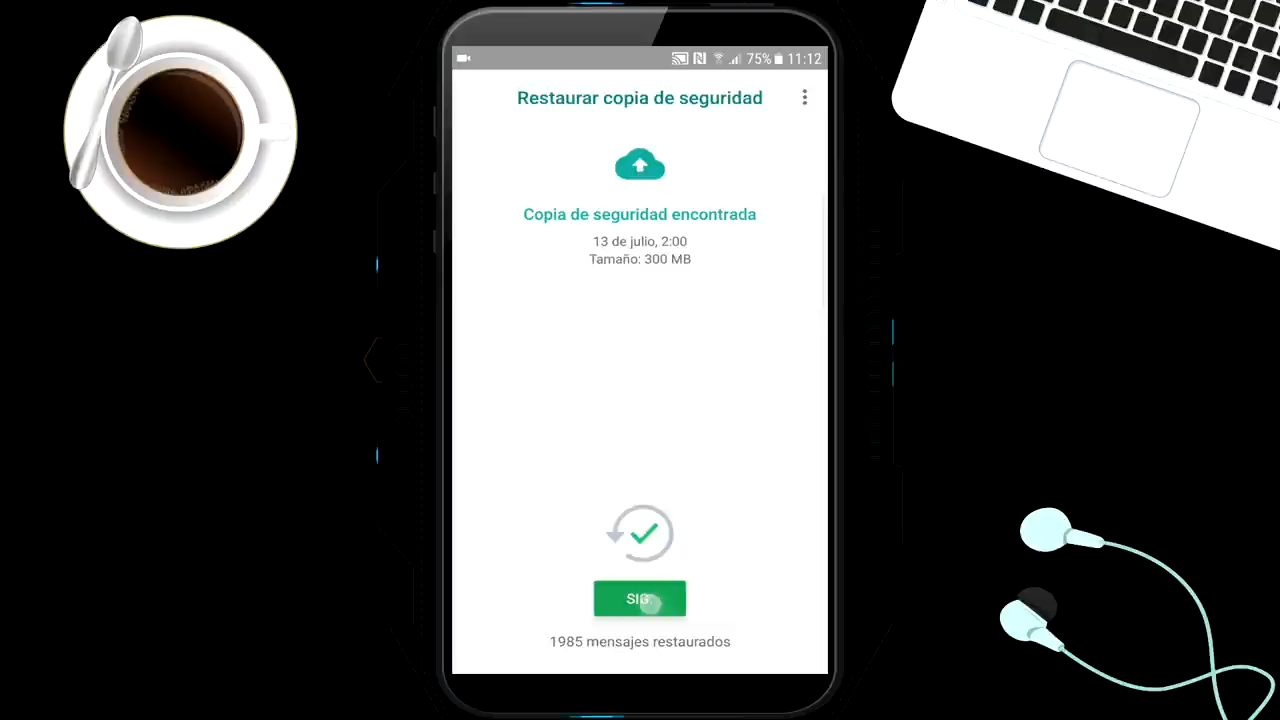 75% 11:12
Restaurar copia de seguridad
Copia de seguridad encontrada
13 de julio, 2:00
Tamaño: 300 MB
SIG.
1985 mensajes restaurados